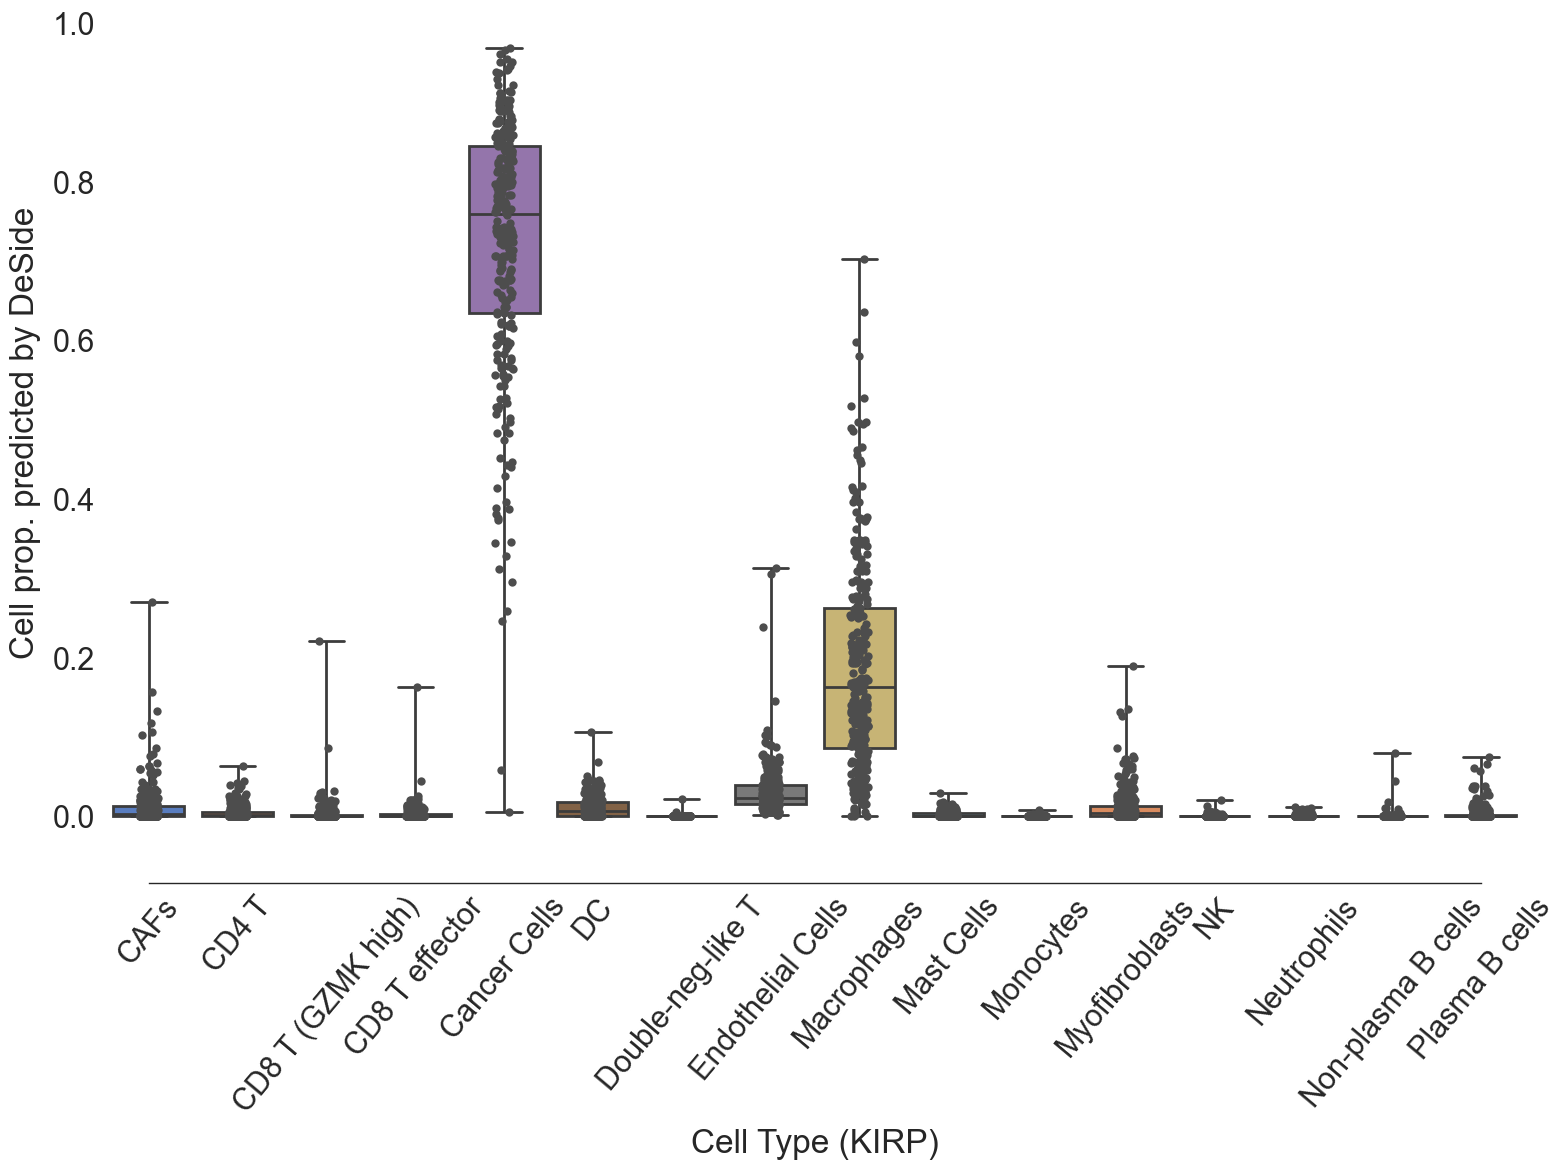 1.0
0.8
0.6
0.4
0.2
0.0
Cell prop. predicted by DeSide
CAFs
CD4 T
CD8 T (GZMK high)
CD8 T effector
Cancer Cells
DC
Double-neg-like T
Endothelial Cells
Macrophages
Mast Cells
Monocytes
Myofibroblasts
NK
Neutrophils
Non-plasma B cells
Plasma B cells
Cell Type (KIRP)